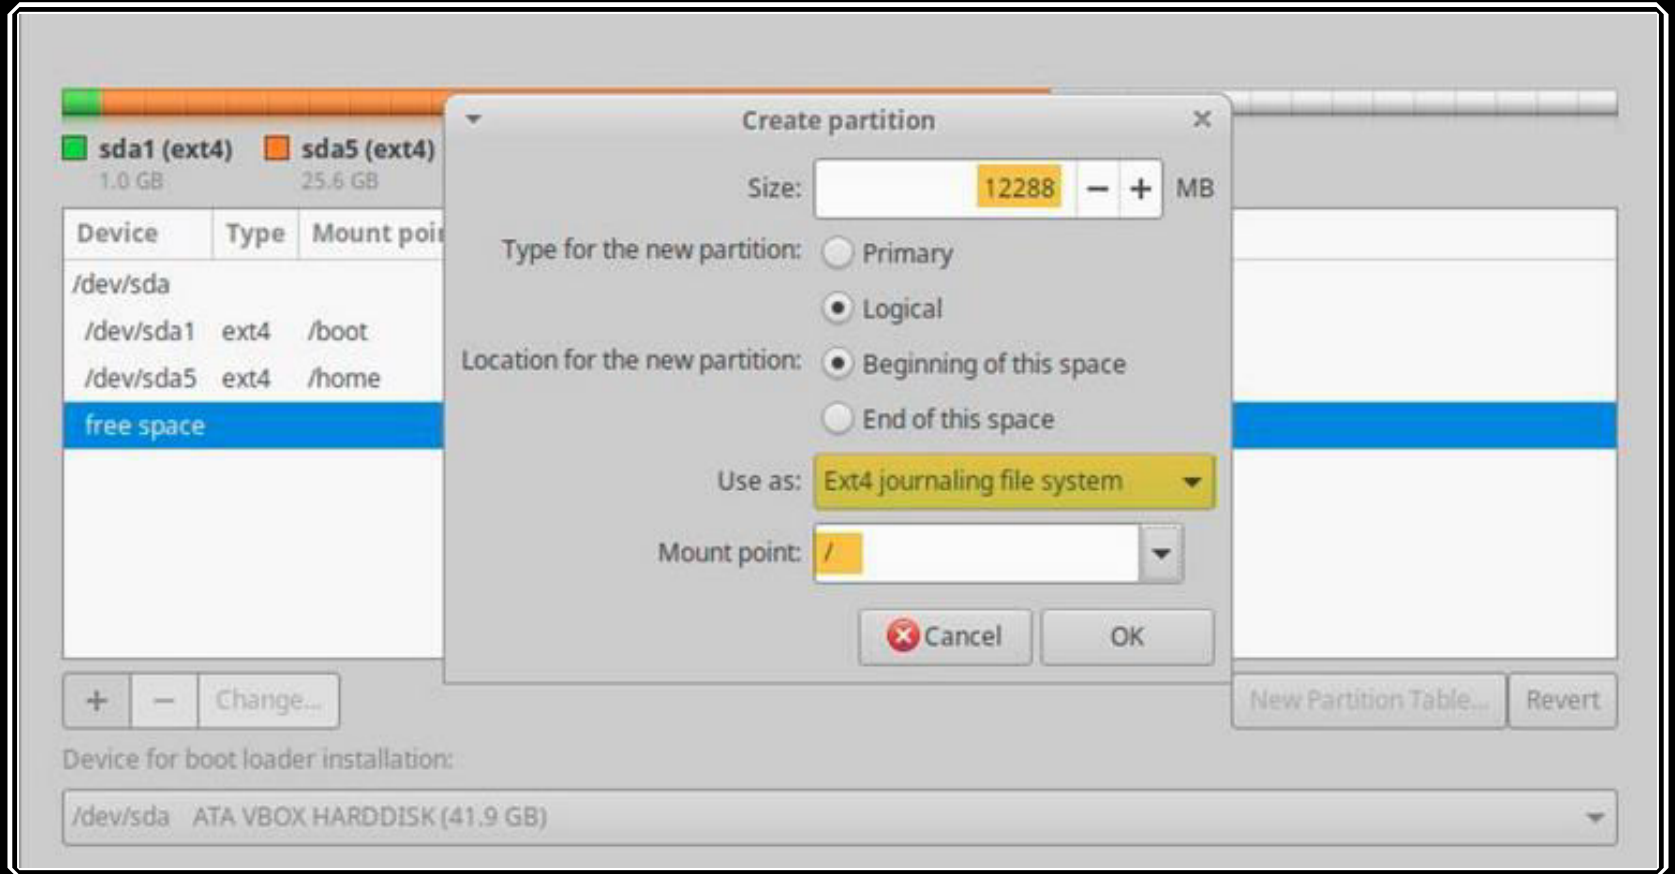 Create partition
sda1 (ext4) sda5 (ext4)
1.0 GB 25.6 GB
Size: 12288 − + MB
Device Type Mount poi
Type for the new partition: Primary
/dev/sda
Logical
/dev/sda1 ext4 /boot
Location for the new partition: Beginning of this space
/dev/sda5 ext4 /home
free space
End of this space
Use as: Ext4 journaling file system
Mount point: /
Cancel OK
+ − Change...
New Partition Table... Revert
Device for boot loader installation:
/dev/sda ATA VBOX HARDDISK (41.9 GB)